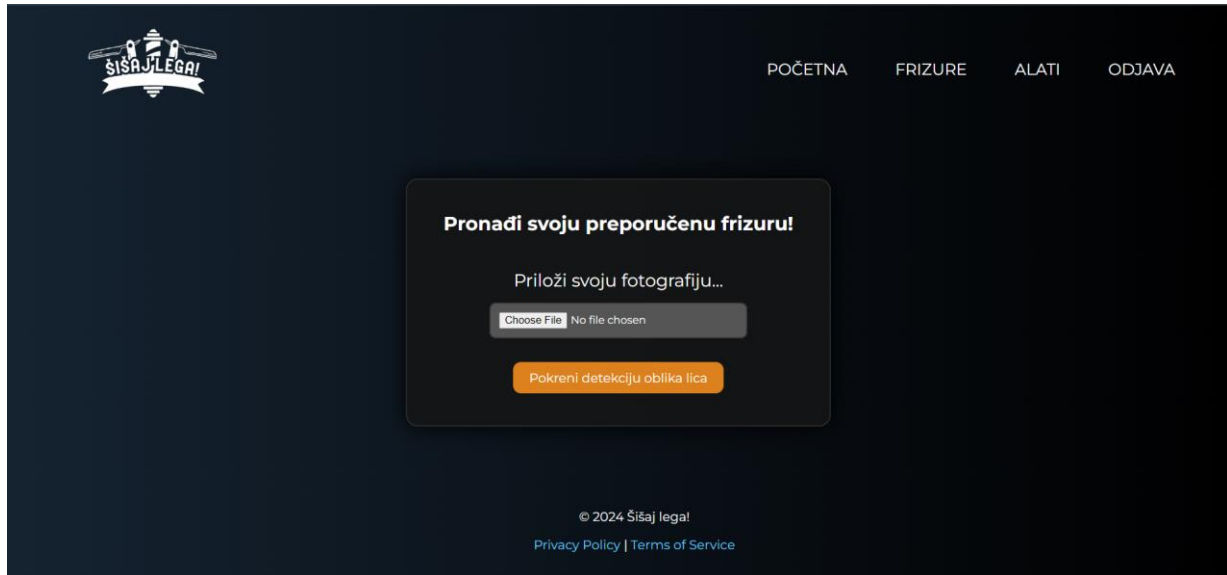 ŠIŠAJ LEGA!
POČETNA FRIZURE ALATI ODJAVA
Pronađi svoju preporučenu frizuru!
Priloži svoju fotografiju...
Choose File No file chosen
Pokreni detekciju oblika lica
© 2024 Šišaj lega!
Privacy Policy | Terms of Service